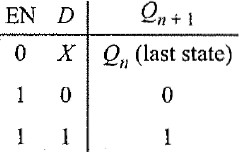 EN D Qn + 1
0 X Qn (last state)
1 0 0
1 1 1